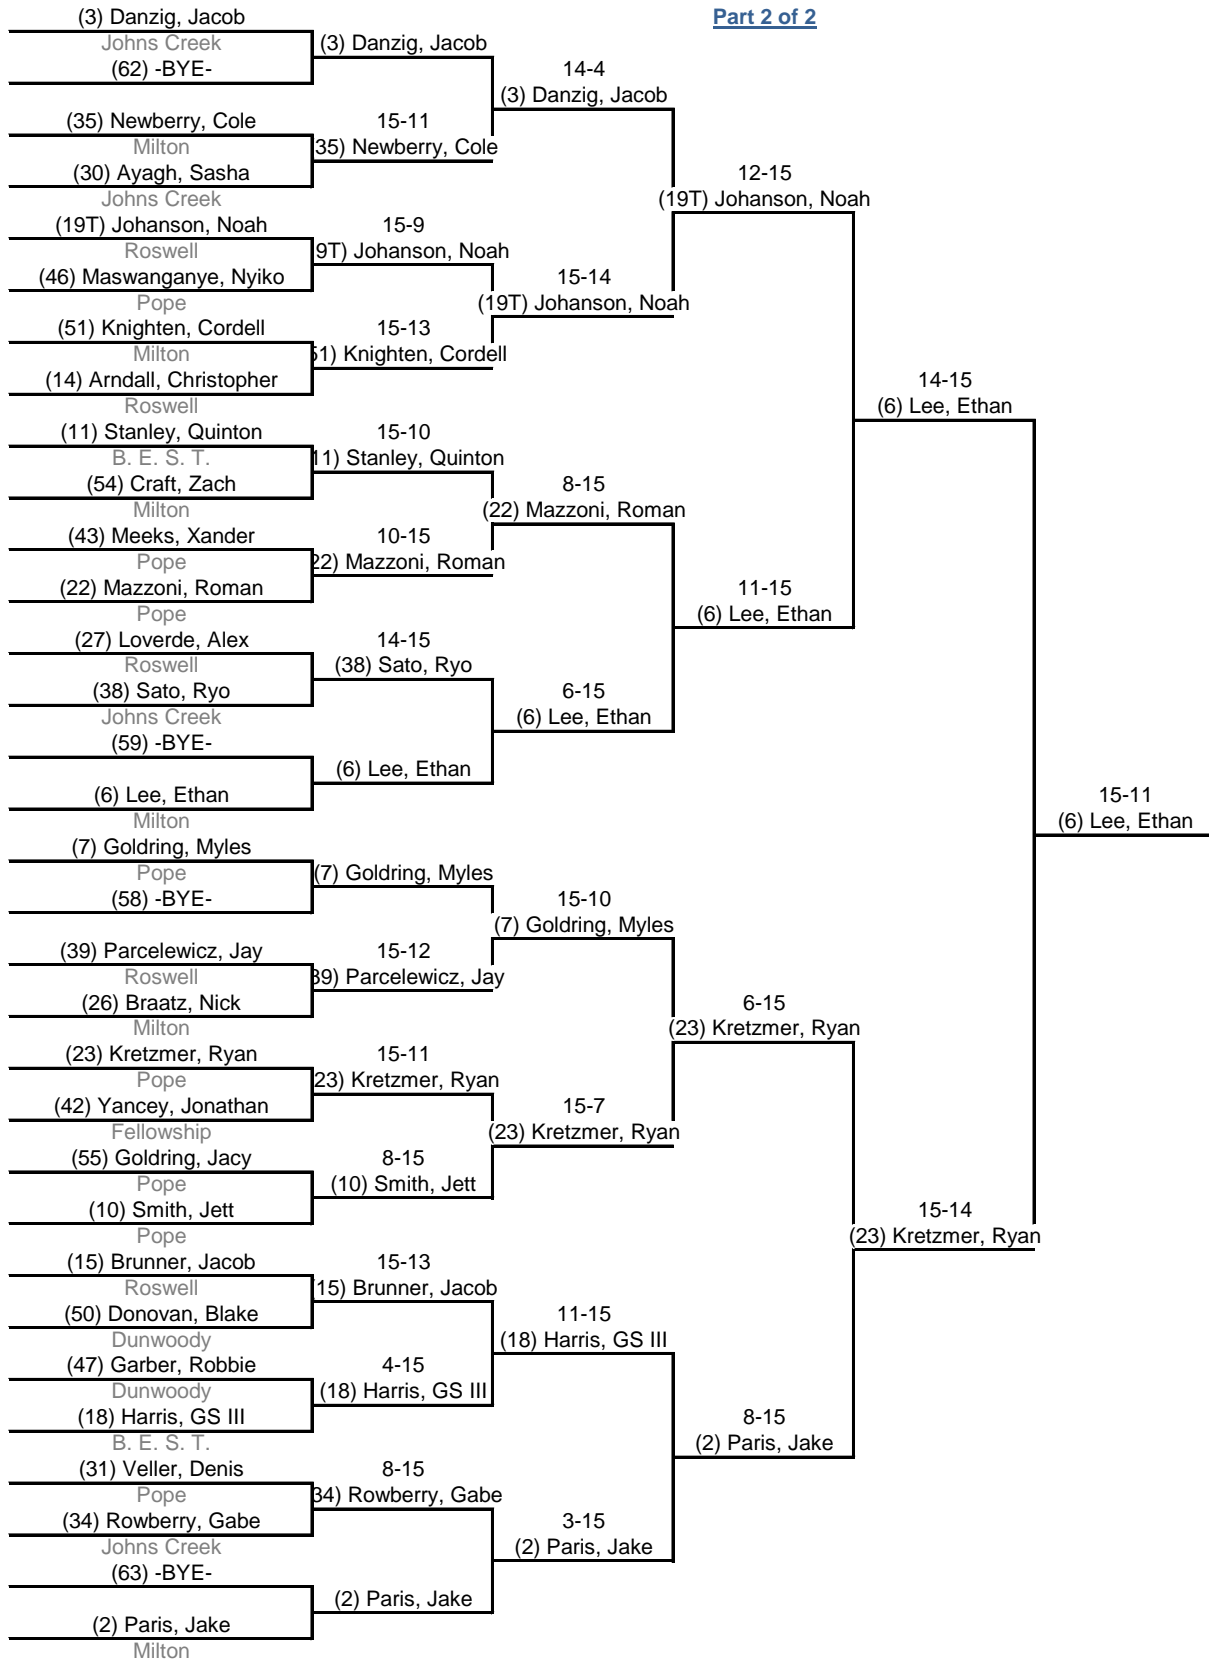 Part 2 of 2
(3) Danzig, Jacob
Johns Creek
(62) -BYE-
(35) Newberry, Cole
Milton
(30) Ayagh, Sasha
Johns Creek
(19T) Johanson, Noah
Roswell
(46) Maswanganye, Nyiko
Pope
(51) Knighten, Cordell
Milton
(14) Arndall, Christopher
Roswell
(11) Stanley, Quinton
B. E. S. T.
(54) Craft, Zach
Milton
(43) Meeks, Xander
Pope
(22) Mazzoni, Roman
Pope
(27) Loverde, Alex
Roswell
(38) Sato, Ryo
Johns Creek
(59) -BYE-
(6) Lee, Ethan
Milton
(7) Goldring, Myles
Pope
(58) -BYE-
(39) Parcelewicz, Jay
Roswell
(26) Braatz, Nick
Milton
(23) Kretzmer, Ryan
Pope
(42) Yancey, Jonathan
Fellowship
(55) Goldring, Jacy
Pope
(10) Smith, Jett
Pope
(15) Brunner, Jacob
Roswell
(50) Donovan, Blake
Dunwoody
(47) Garber, Robbie
Dunwoody
(18) Harris, GS III
B. E. S. T.
(31) Veller, Denis
Pope
(34) Rowberry, Gabe
Johns Creek
(63) -BYE-
(2) Paris, Jake
Milton
(3) Danzig, Jacob
15-11
35) Newberry, Cole
15-9
9T) Johanson, Noah
15-13
51) Knighten, Cordell
15-10
11) Stanley, Quinton
10-15
22) Mazzoni, Roman
14-15
(38) Sato, Ryo
(6) Lee, Ethan
(7) Goldring, Myles
15-12
39) Parcelewicz, Jay
15-11
23) Kretzmer, Ryan
8-15
(10) Smith, Jett
15-13
15) Brunner, Jacob
4-15
(18) Harris, GS III
8-15
34) Rowberry, Gabe
(2) Paris, Jake
14-4
(3) Danzig, Jacob
15-14
(19T) Johanson, Noah
8-15
(22) Mazzoni, Roman
6-15
(6) Lee, Ethan
15-10
(7) Goldring, Myles
15-7
(23) Kretzmer, Ryan
11-15
(18) Harris, GS III
3-15
(2) Paris, Jake
12-15
(19T) Johanson, Noah
11-15
(6) Lee, Ethan
6-15
(23) Kretzmer, Ryan
8-15
(2) Paris, Jake
14-15
(6) Lee, Ethan
15-14
(23) Kretzmer, Ryan
15-11
(6) Lee, Ethan